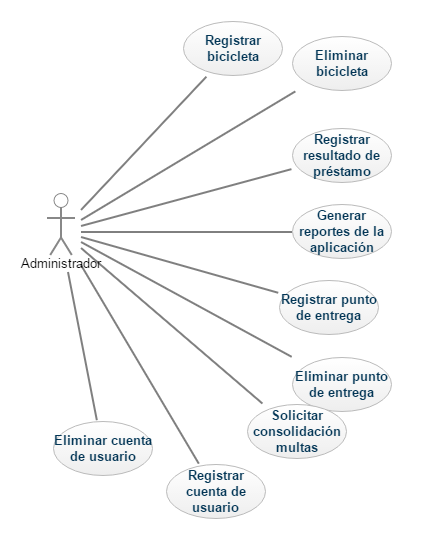 Registrar
bicicleta
Eliminar
bicicleta
Registrar
resultado de
préstamo
Generar
reportes de la
aplicación
Administrador
Registrar punto
de entrega
Eliminar punto
de entrega
Solicitar
consolidación
multas
Eliminar cuenta
de usuario
Registrar
cuenta de
usuario